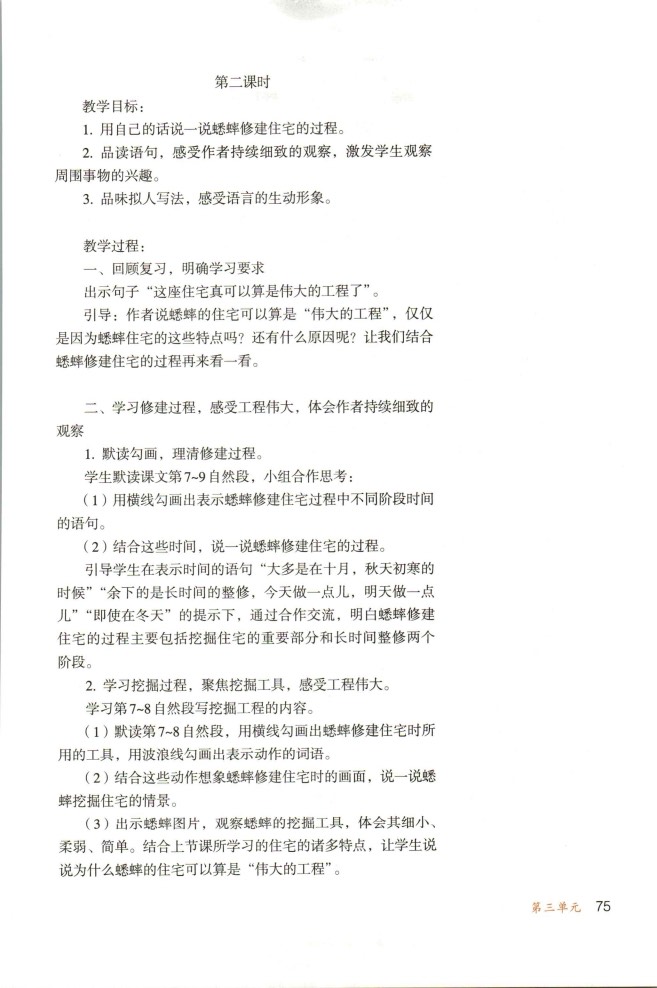 第二课时
教学目标：
1. 用自己的话说一说蟋蟀修建住宅的过程。
2. 品读语句，感受作者持续细致的观察，激发学生观察
周围事物的兴趣。
3. 品味拟人写法，感受语言的生动形象。
教学过程：
一、回顾复习，明确学习要求
出示句子“这座住宅真可以算是伟大的工程了”。
引导：作者说蟋蟀的住宅可以算是“伟大的工程”，仅仅
是因为蟋蟀住宅的这些特点吗？还有什么原因呢？让我们结合
蟋蟀修建住宅的过程再来看一看。
二、学习修建过程，感受工程伟大，体会作者持续细致的
观察
1. 默读勾画，理清修建过程。
学生默读课文第7~9自然段，小组合作思考：
（1）用横线勾画出表示蟋蟀修建住宅过程中不同阶段时间
的语句。
（2）结合这些时间，说一说蟋蟀修建住宅的过程。
引导学生在表示时间的语句“大多是在十月，秋天初寒的
时候”“余下的是长时间的整修，今天做一点儿，明天做一点
儿”“即使在冬天”的提示下，通过合作交流，明白蟋蟀修建
住宅的过程主要包括挖掘住宅的重要部分和长时间整修两个
阶段。
2. 学习挖掘过程，聚焦挖掘工具，感受工程伟大。
学习第7~8自然段写挖掘工程的内容。
（1）默读第7~8自然段，用横线勾画出蟋蟀修建住宅时所
用的工具，用波浪线勾画出表示动作的词语。
（2）结合这些动作想象蟋蟀修建住宅时的画面，说一说蟋
蟀挖掘住宅的情景。
（3）出示蟋蟀图片，观察蟋蟀的挖掘工具，体会其细小、
柔弱、简单。结合上节课所学习的住宅的诸多特点，让学生说
说为什么蟋蟀的住宅可以算是“伟大的工程”。
第三单元 75